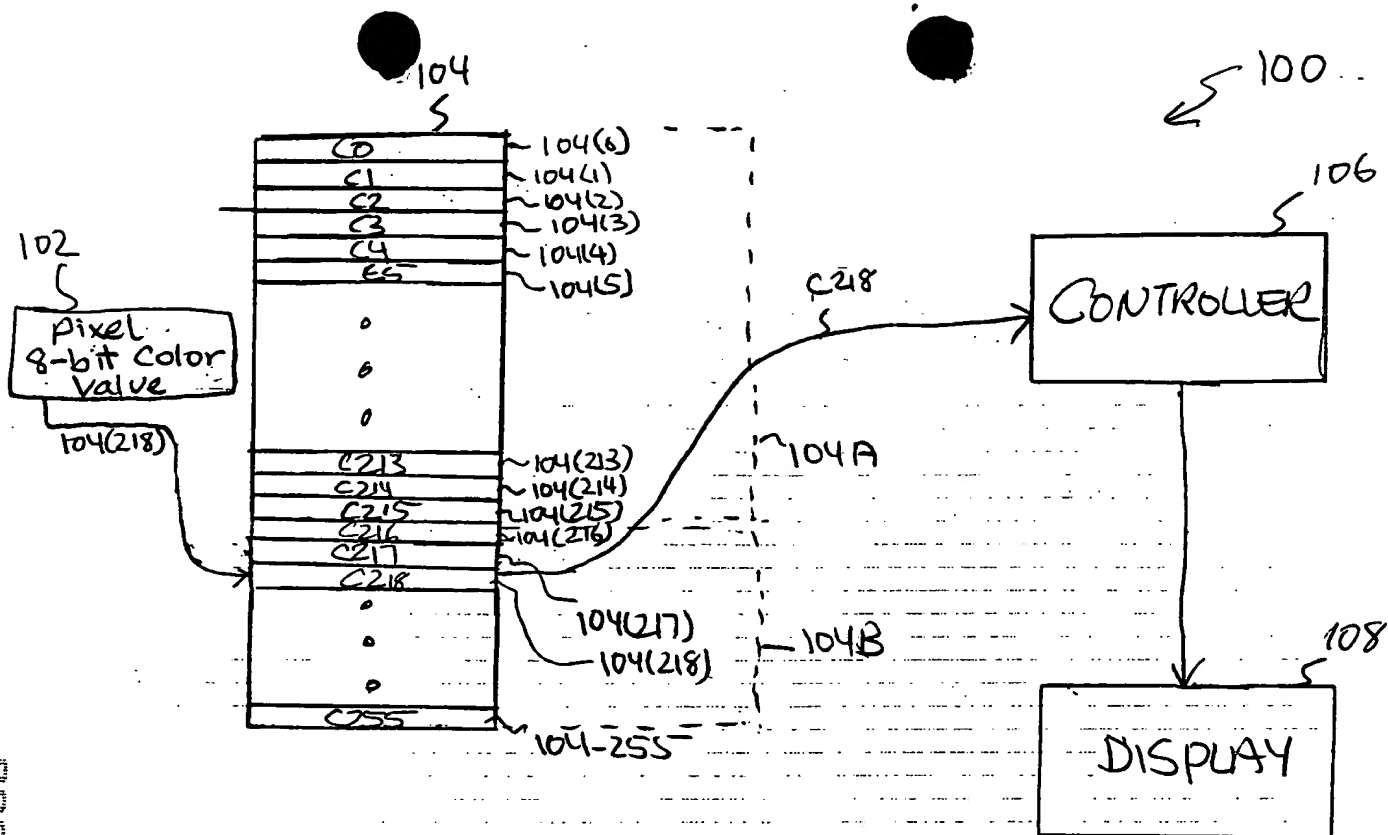 104
100
C0
104(0)
C1
104(1)
106
C2
104(2)
C3
104(3)
102
C4
104(4)
C5
104(5)
C218
CONTROLLER
Pixel
8-bit Color
Value
104(218)
C213
104(213)
104A
C214
104(214)
C215
104(215)
C216
104(216)
C217
C218
104(217)
104(218)
104B
108
C255
104-255
DISPLAY